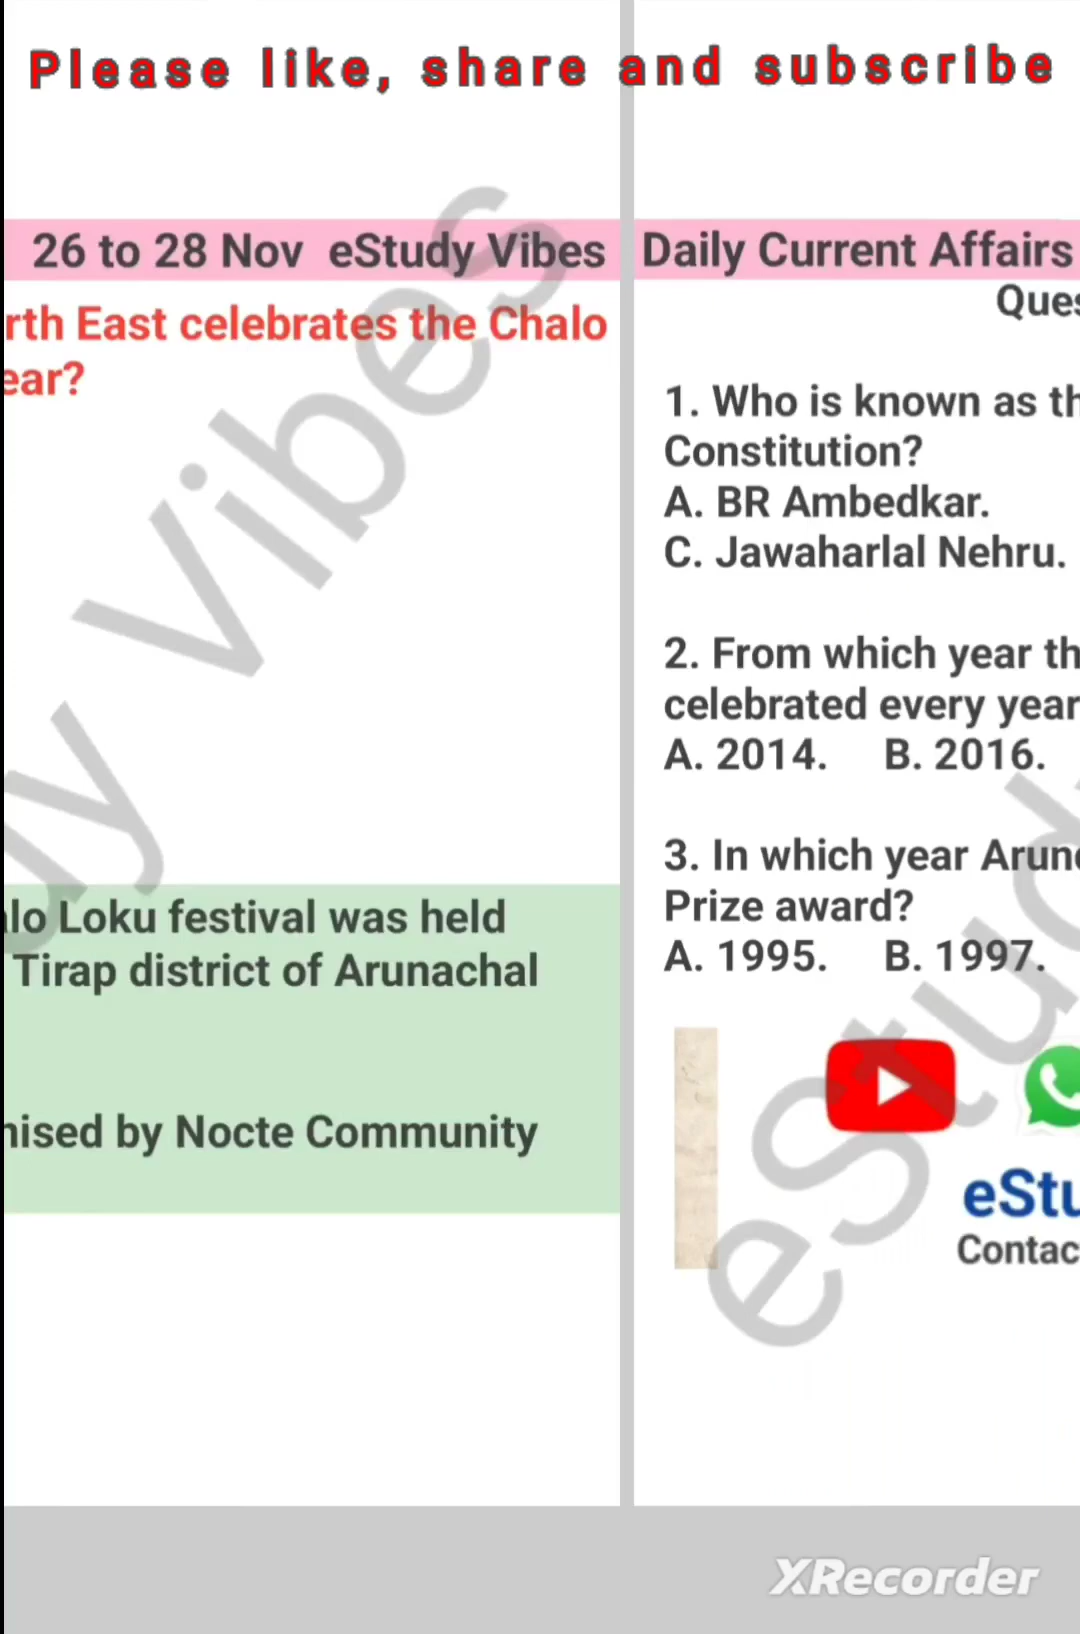 Please like, share and subscribe
26 to 28 Nov eStudy Vibes
rth East celebrates the Chalo
ear?
lo Loku festival was held
Tirap district of Arunachal
nised by Nocte Community
Daily Current Affairs
Ques
1. Who is known as th
Constitution?
A. BR Ambedkar.
C. Jawaharlal Nehru.
2. From which year th
celebrated every year
A. 2014. B. 2016.
3. In which year Arun
Prize award?
A. 1995. B. 1997.
eStu
Contac
dy Vibes
eStud
XRecorder